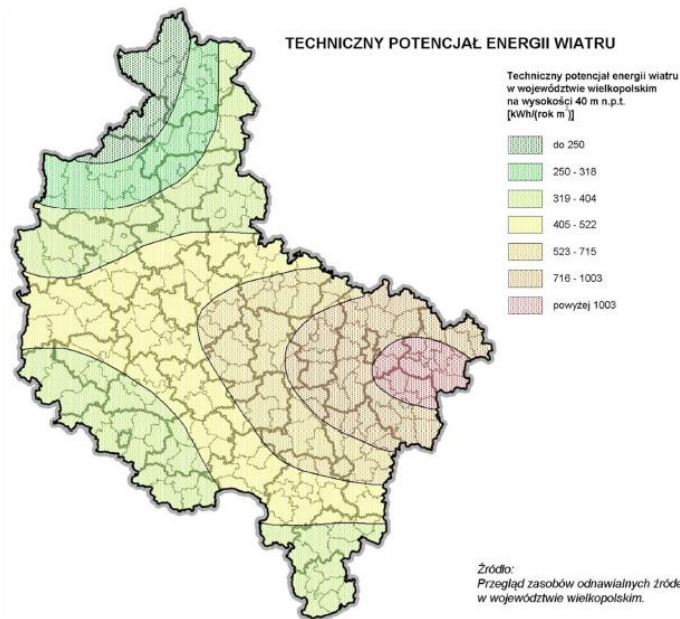 TECHNICZNY POTENCJAŁ ENERGII WIATRU
Techniczny potencjał energii wiatru
w województwie wielkopolskim
na wysokości 40 m n.p.t.
[kWh/(rok m²)]
do 250
250 - 318
319 - 404
405 - 522
523 - 715
716 - 1003
powyżej 1003
Źródło:
Przegląd zasobów odnawialnych źróde
w województwie wielkopolskim.